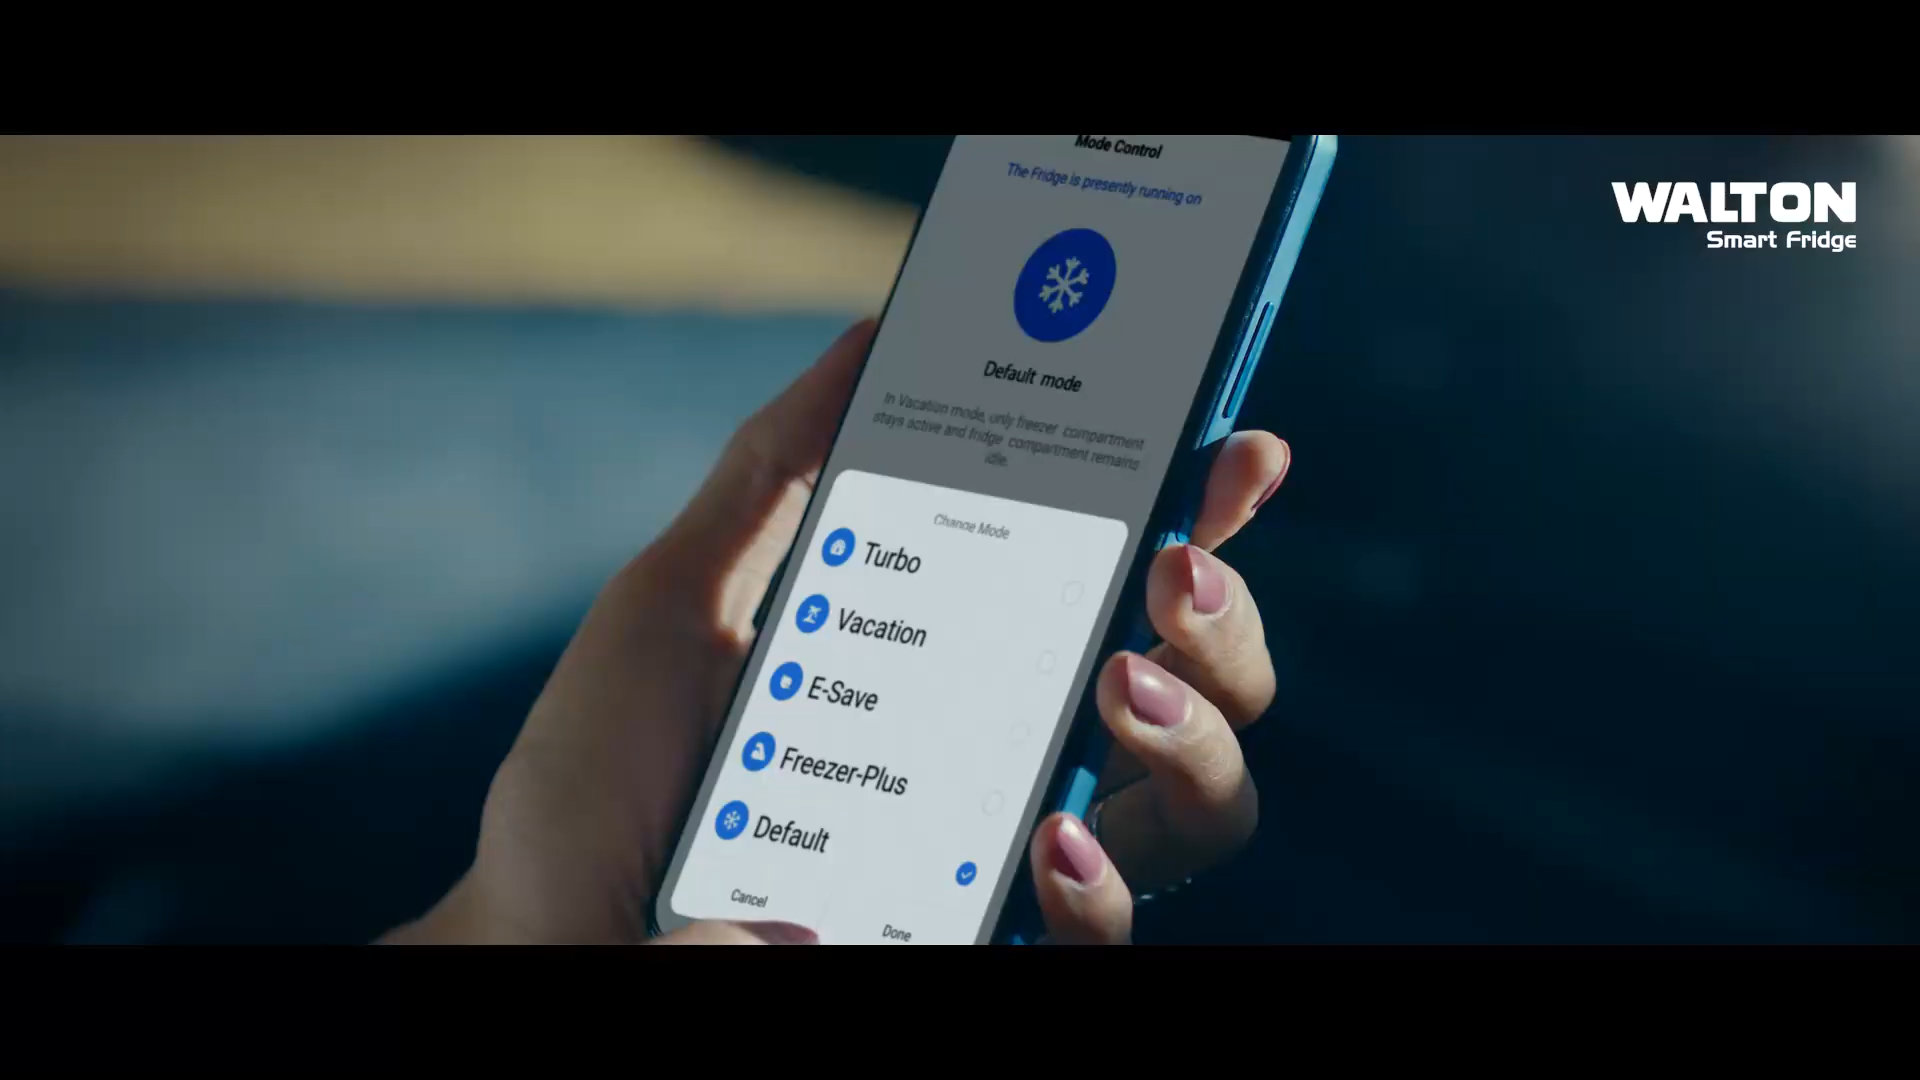 Mode Control
The Fridge is presently running on
WALTON
Smart Fridge
Default mode
In Vacation mode, only freezer compartment
stays active and fridge compartment remains
idle.
Change Mode
Turbo
Vacation
E-Save
Freezer-Plus
Default
Cancel
Done